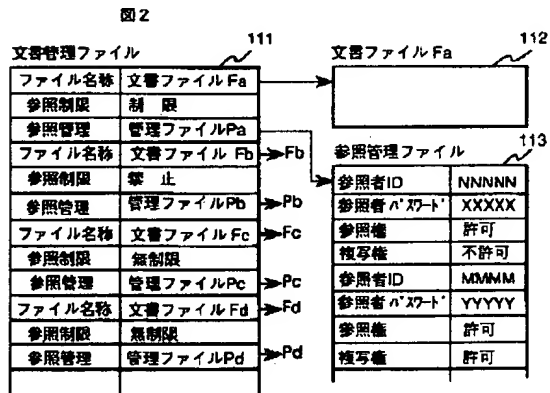 図2
文書管理ファイル
111
ファイル名称 文書ファイル Fa
参照制限 制 限
参照管理 管理ファイルPa
ファイル名称 文書ファイル Fb Fb
参照制限 禁 止
参照管理 管理ファイルPb Pb
ファイル名称 文書ファイル Fc Fc
参照制限 無制限
参照管理 管理ファイルPc Pc
ファイル名称 文書ファイル Fd Fd
参照制限 無制限
参照管理 管理ファイルPd Pd
文書ファイル Fa
112
参照管理ファイル
113
参照者ID NNNNN
参照者パスワード XXXXX
参照権 許可
複写権 不許可
参照者ID MMMM
参照者パスワード YYYYY
参照権 許可
複写権 許可